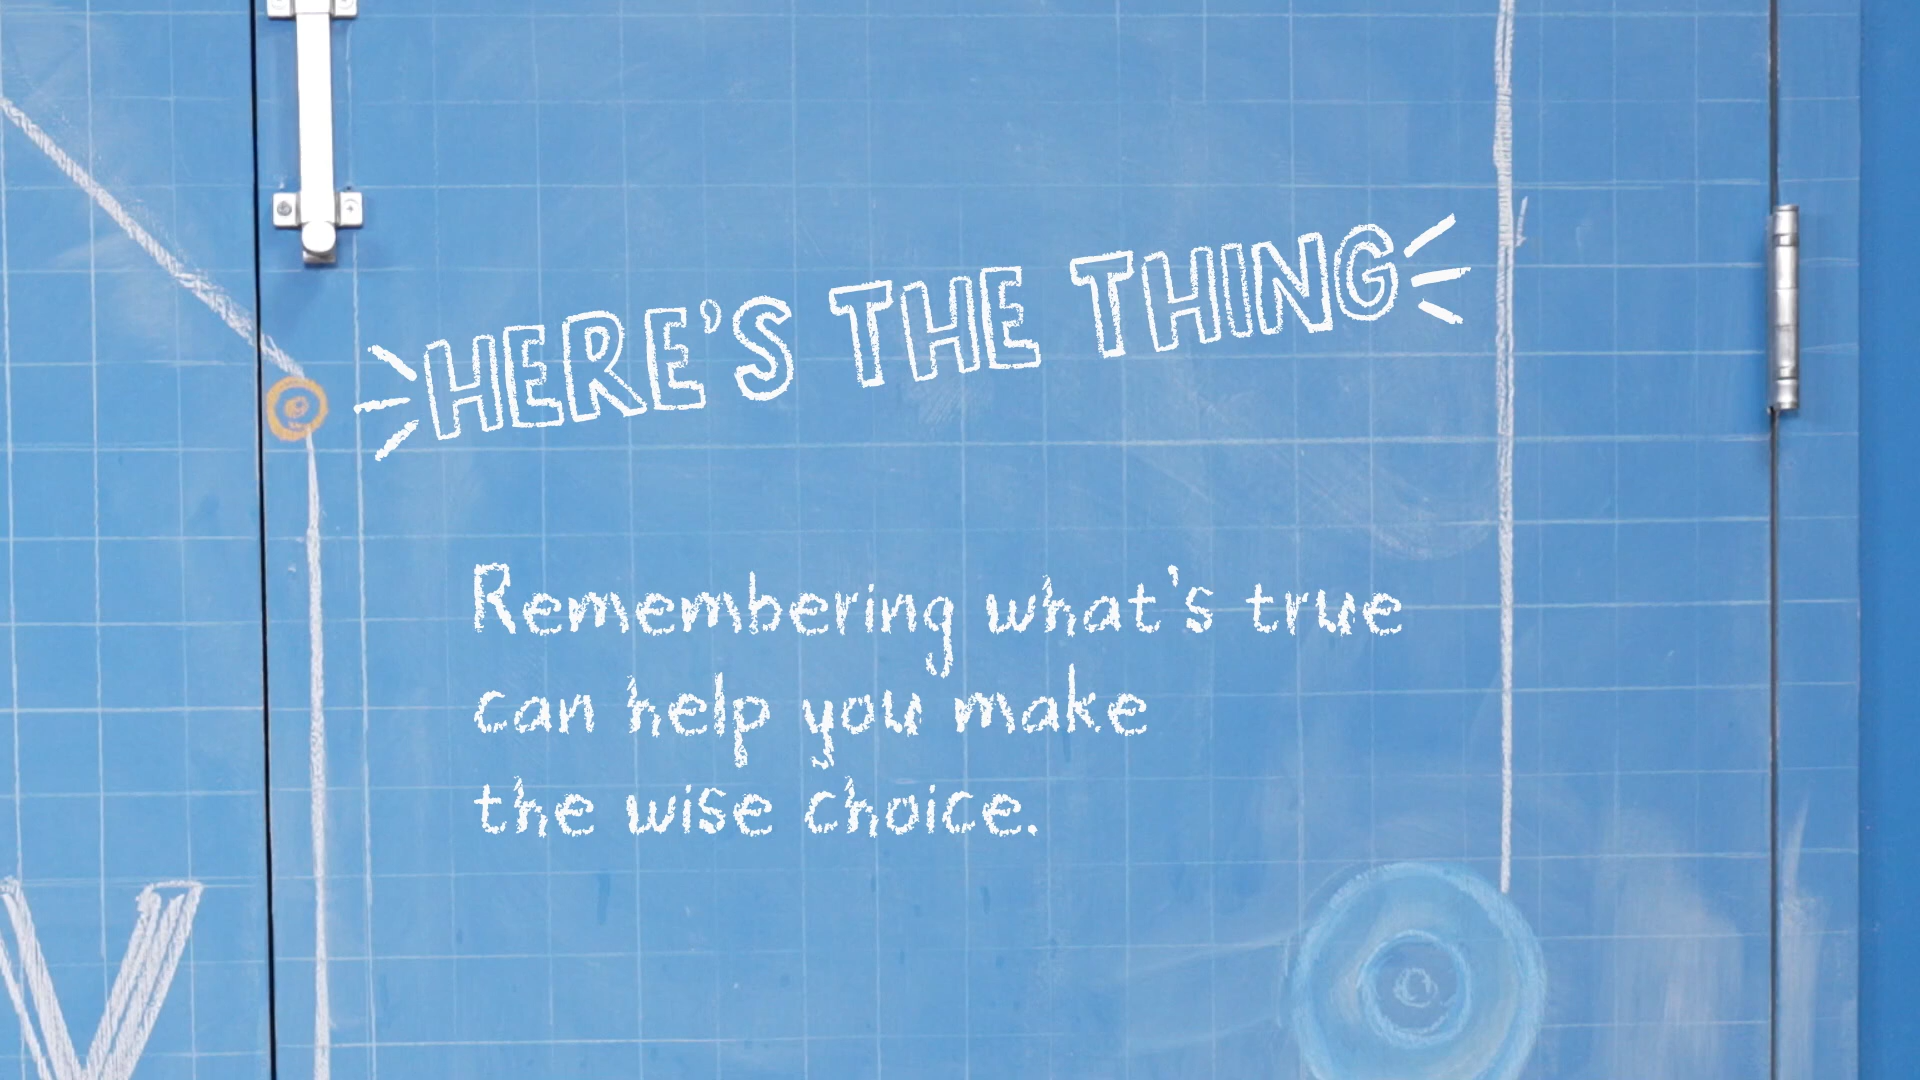 HERE'S THE THING
Remembering what's true
can help you make
the wise choice.